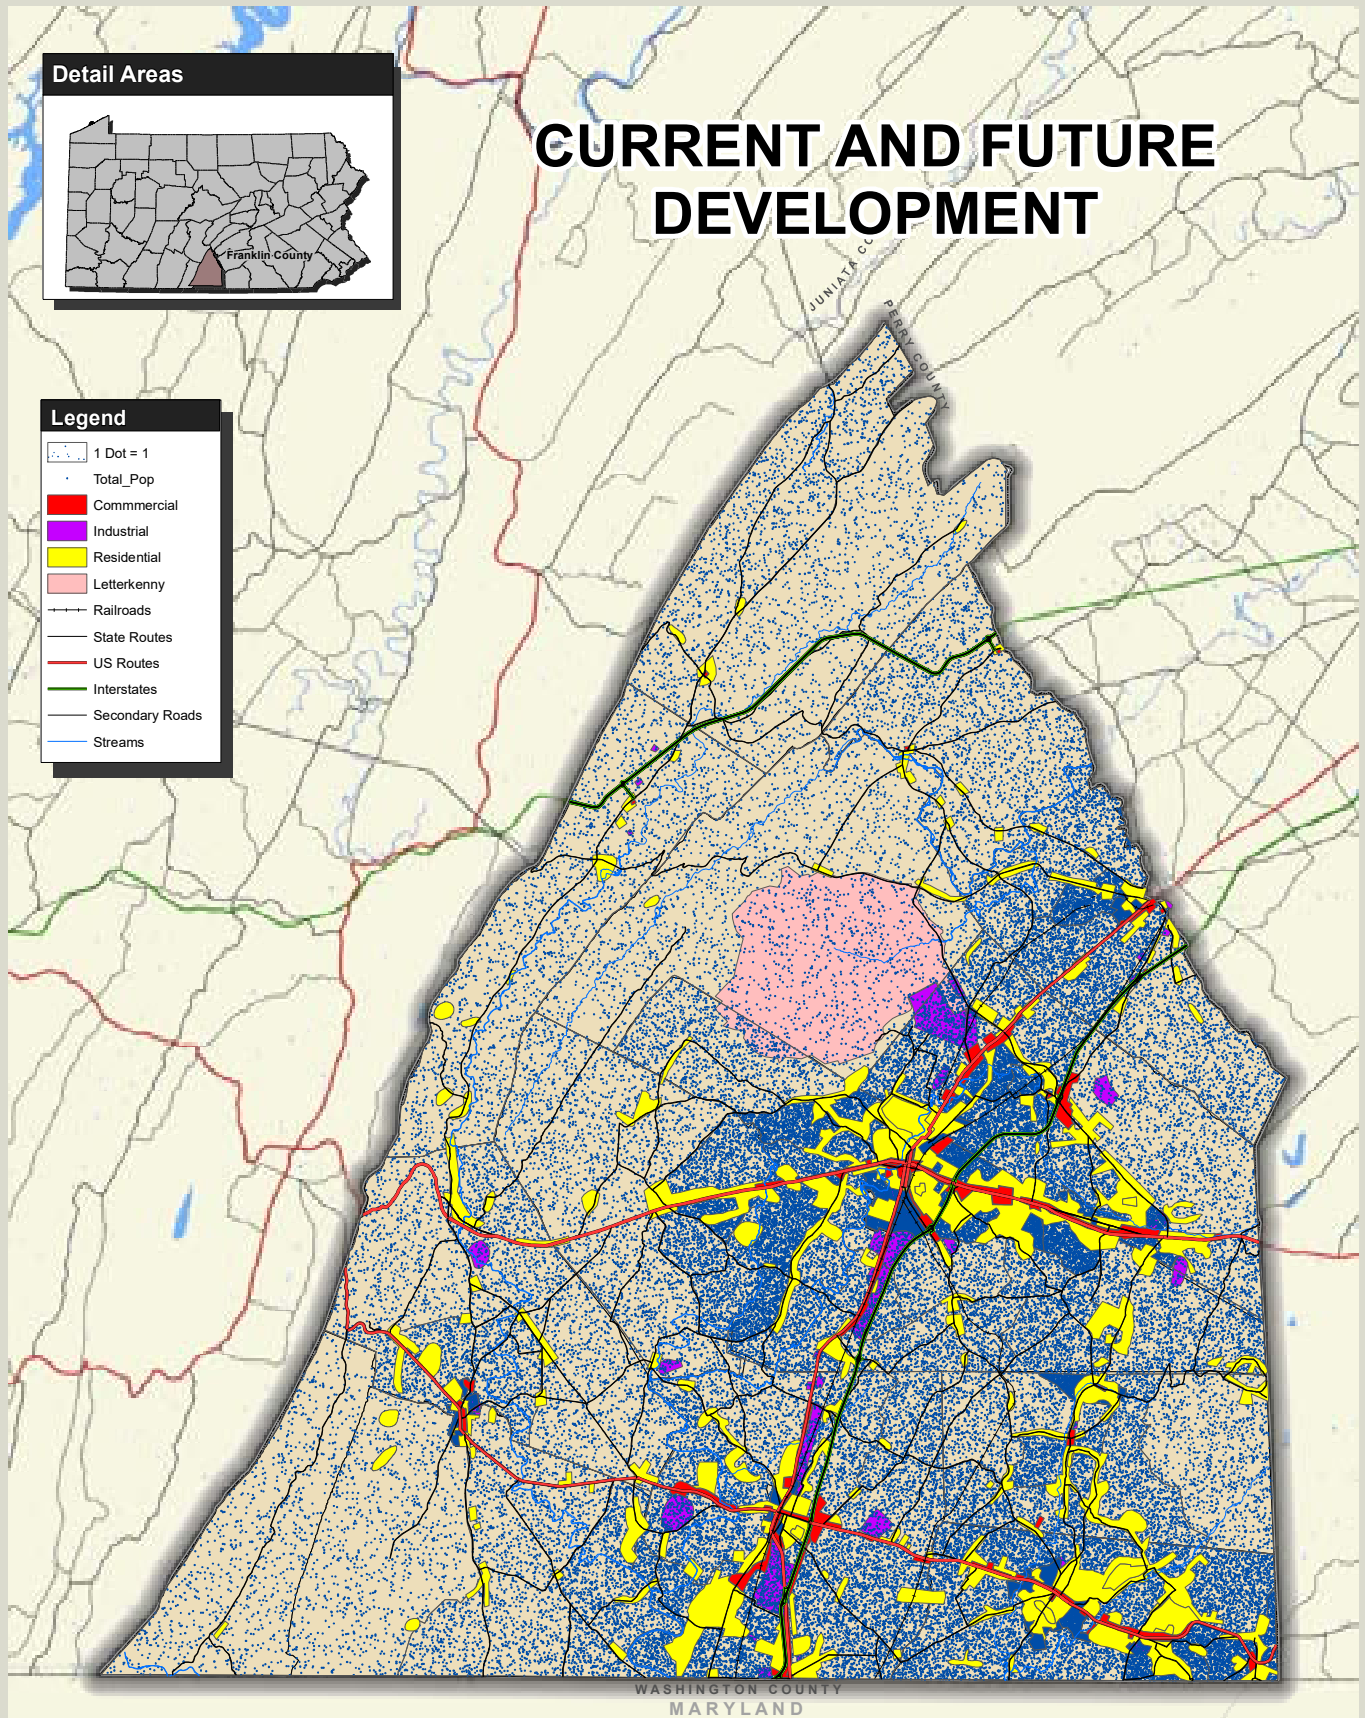 Detail Areas
Franklin County
CURRENT AND FUTURE
DEVELOPMENT
JUNIATA CO
PERRY COUNTY
Legend
1 Dot = 1
Total_Pop
Commmercial
Industrial
Residential
Letterkenny
Railroads
State Routes
US Routes
Interstates
Secondary Roads
Streams
WASHINGTON COUNTY
MARYLAND